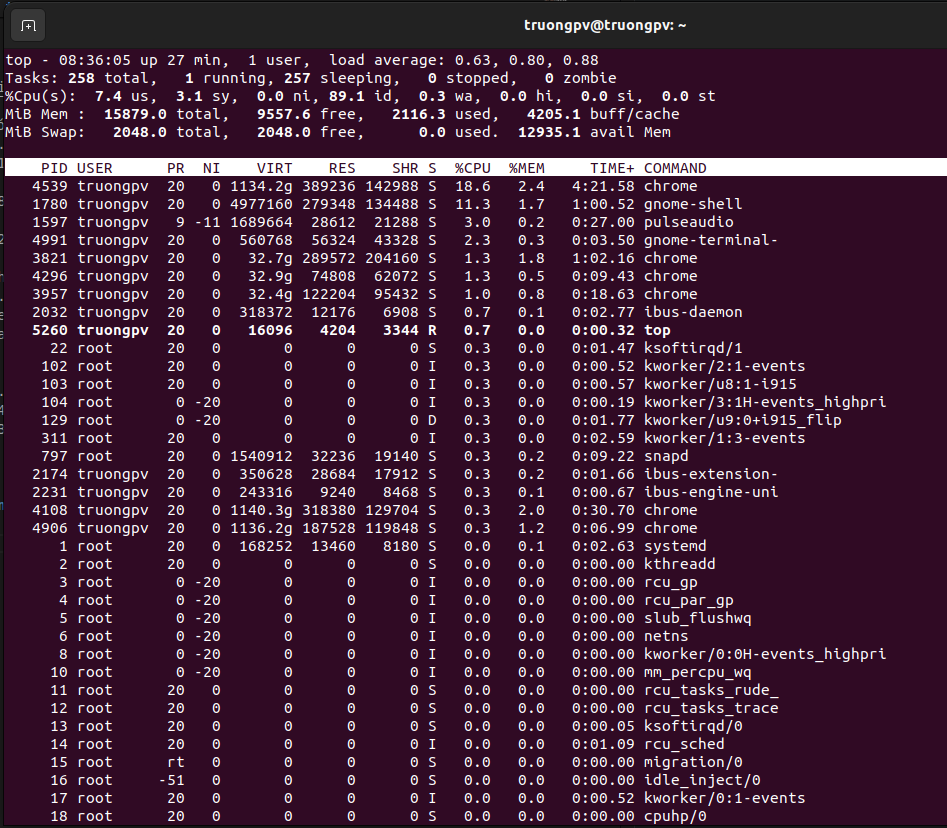 truongpv@truongpv: ~
top - 08:36:05 up 27 min,  1 user,  load average: 0.63, 0.80, 0.88
Tasks: 258 total,   1 running, 257 sleeping,   0 stopped,   0 zombie
%Cpu(s):  7.4 us,  3.1 sy,  0.0 ni, 89.1 id,  0.3 wa,  0.0 hi,  0.0 si,  0.0 st
MiB Mem :  15879.0 total,   9557.6 free,   2116.3 used,   4205.1 buff/cache
MiB Swap:   2048.0 total,   2048.0 free,      0.0 used.  12935.1 avail Mem
PID USER      PR  NI    VIRT    RES    SHR S  %CPU  %MEM     TIME+ COMMAND
4539 truongpv  20   0 1134.2g 389236 142988 S  18.6   2.4   4:21.58 chrome
1780 truongpv  20   0 4977160 279348 134488 S  11.3   1.7   1:00.52 gnome-shell
1597 truongpv   9 -11 1689664  28612  21288 S   3.0   0.2   0:27.00 pulseaudio
4991 truongpv  20   0  560768  56324  43328 S   2.3   0.3   0:03.50 gnome-terminal-
3821 truongpv  20   0   32.7g 289572 204160 S   1.3   1.8   1:02.16 chrome
4296 truongpv  20   0   32.9g  74808  62072 S   1.3   0.5   0:09.43 chrome
3957 truongpv  20   0   32.4g 122204  95432 S   1.0   0.8   0:18.63 chrome
2032 truongpv  20   0  318372  12176   6908 S   0.7   0.1   0:02.77 ibus-daemon
5260 truongpv  20   0   16096   4204   3344 R   0.7   0.0   0:00.32 top
22 root      20   0       0      0      0 S   0.3   0.0   0:01.47 ksoftirqd/1
102 root      20   0       0      0      0 I   0.3   0.0   0:00.52 kworker/2:1-events
103 root      20   0       0      0      0 I   0.3   0.0   0:00.57 kworker/u8:1-i915
104 root       0 -20       0      0      0 I   0.3   0.0   0:00.19 kworker/3:1H-events_highpri
129 root       0 -20       0      0      0 D   0.3   0.0   0:01.77 kworker/u9:0+i915_flip
311 root      20   0       0      0      0 I   0.3   0.0   0:02.59 kworker/1:3-events
797 root      20   0 1540912  32236  19140 S   0.3   0.2   0:09.22 snapd
2174 truongpv  20   0  350628  28684  17912 S   0.3   0.2   0:01.66 ibus-extension-
2231 truongpv  20   0  243316   9240   8468 S   0.3   0.1   0:00.67 ibus-engine-uni
4108 truongpv  20   0 1140.3g 318380 129704 S   0.3   2.0   0:30.70 chrome
4906 truongpv  20   0 1136.2g 187528 119848 S   0.3   1.2   0:06.99 chrome
1 root      20   0  168252  13460   8180 S   0.0   0.1   0:02.63 systemd
2 root      20   0       0      0      0 S   0.0   0.0   0:00.00 kthreadd
3 root       0 -20       0      0      0 I   0.0   0.0   0:00.00 rcu_gp
4 root       0 -20       0      0      0 I   0.0   0.0   0:00.00 rcu_par_gp
5 root       0 -20       0      0      0 I   0.0   0.0   0:00.00 slub_flushwq
6 root       0 -20       0      0      0 I   0.0   0.0   0:00.00 netns
8 root       0 -20       0      0      0 I   0.0   0.0   0:00.00 kworker/0:0H-events_highpri
10 root       0 -20       0      0      0 I   0.0   0.0   0:00.00 mm_percpu_wq
11 root      20   0       0      0      0 S   0.0   0.0   0:00.00 rcu_tasks_rude_
12 root      20   0       0      0      0 S   0.0   0.0   0:00.00 rcu_tasks_trace
13 root      20   0       0      0      0 S   0.0   0.0   0:00.05 ksoftirqd/0
14 root      20   0       0      0      0 I   0.0   0.0   0:01.09 rcu_sched
15 root      rt   0       0      0      0 S   0.0   0.0   0:00.00 migration/0
16 root     -51   0       0      0      0 S   0.0   0.0   0:00.00 idle_inject/0
17 root      20   0       0      0      0 I   0.0   0.0   0:00.52 kworker/0:1-events
18 root      20   0       0      0      0 S   0.0   0.0   0:00.00 cpuhp/0